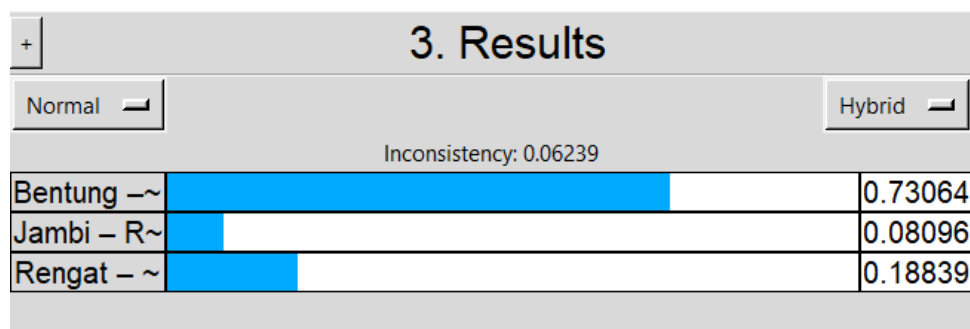 + 3. Results
Normal Hybrid
Inconsistency: 0.06239
Bentung –~ 0.73064
Jambi – R~ 0.08096
Rengat – ~ 0.18839